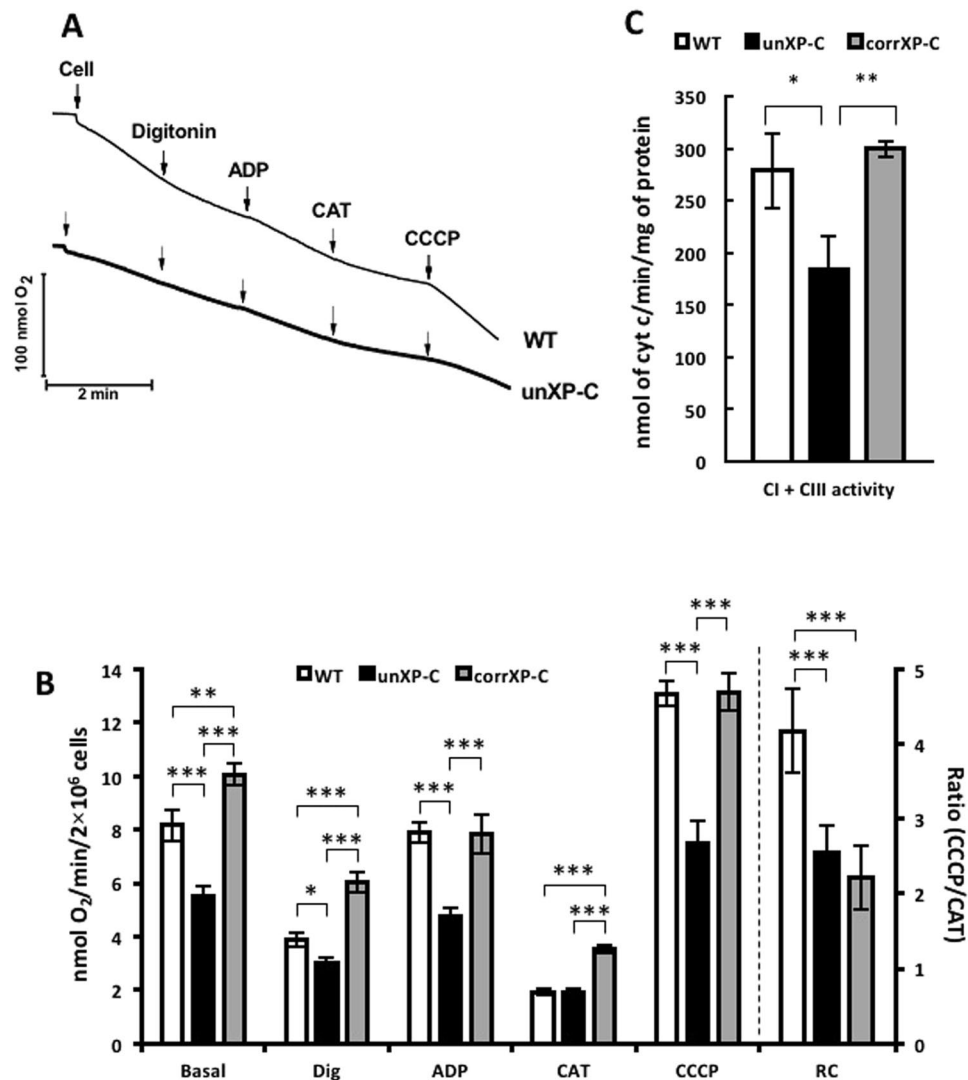 A
Cell
Digitonin
ADP
CAT
CCCP
100 nmol O₂
2 min
WT
unXP-C
C
WT unXP-C corrXP-C
* **
nmol of cyt c/min/mg of protein
350
300
250
200
150
100
50
0
CI + CIII activity
B
WT unXP-C corrXP-C
nmol O₂/min/2×10⁶ cells
14
12
10
8
6
4
2
0
** *** ***
*** *** *
*** ***
*** ***
*** ***
*** ***
Ratio (CCCP/CAT)
5
4
3
2
1
0
Basal Dig ADP CAT CCCP RC